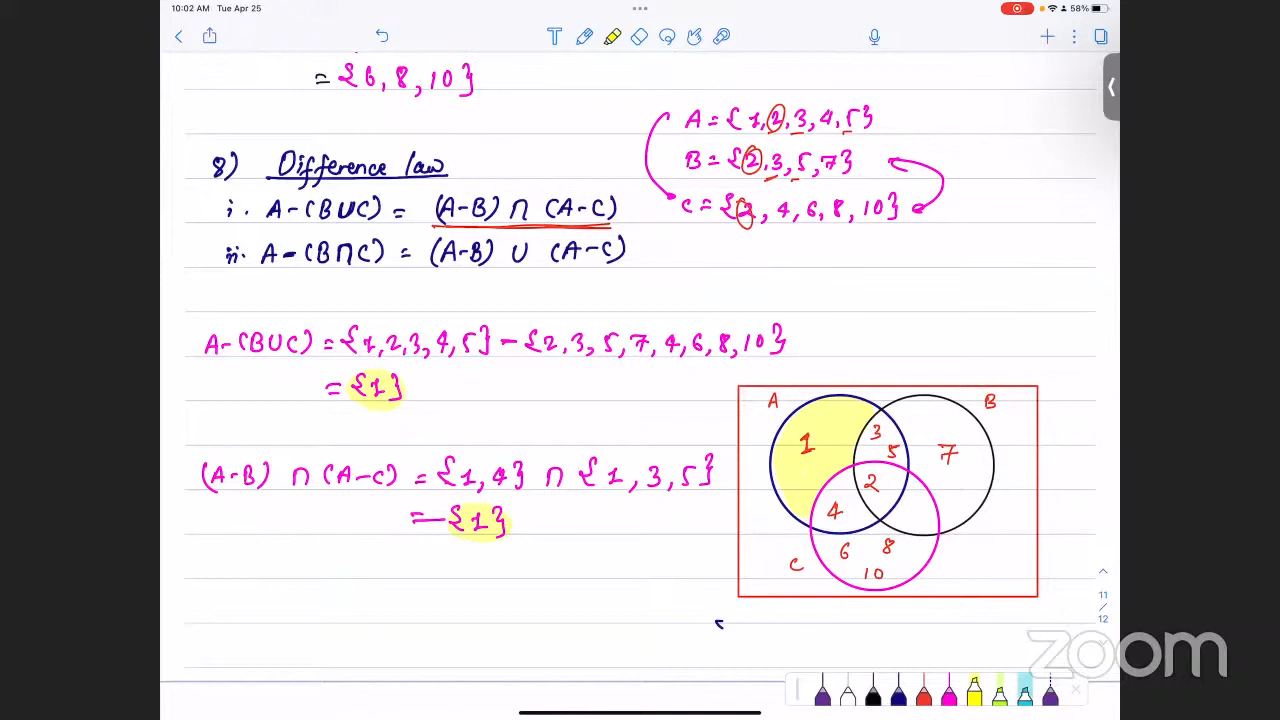 10:02 AM Tue Apr 25
58%
= {6, 8, 10}
A = {1, 2, 3, 4, 5}
B = {2, 3, 5, 7}
C = {2, 4, 6, 8, 10}
8) Difference law
i. A-(B∪C) = (A-B) ∩ (A-C)
ii. A-(B∩C) = (A-B) ∪ (A-C)
A-(B∪C) = {1, 2, 3, 4, 5} - {2, 3, 5, 7, 4, 6, 8, 10}
= {1}
(A-B) ∩ (A-C) = {1, 4} ∩ {1, 3, 5}
= {1}
A B
1 3 5 7
2
4
6 8
C 10
11
/
12
zoom